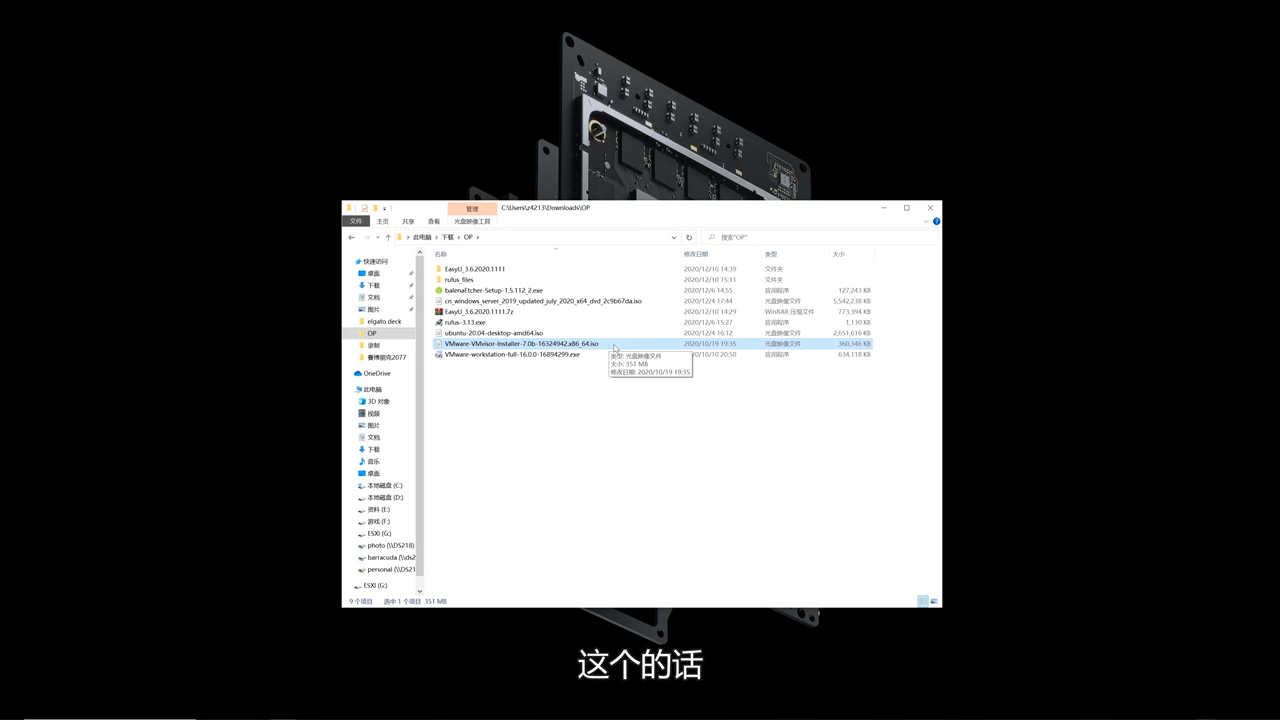 管理
C:\Users\z4213\Downloads\OP
文件 主页 共享 查看 光盘映像工具
此电脑 > 下载 > OP >
搜索"OP"
名称 修改日期 类型 大小
快速访问
桌面
下载
文档
图片
elgato deck
OP
录制
赛博朋克2077
OneDrive
此电脑
3D 对象
视频
图片
文档
下载
音乐
桌面
本地磁盘 (C:)
本地磁盘 (D:)
资料 (E:)
游戏 (F:)
ESXI (G:)
photo (\\DS218)
barracuda (\\ds2
personal (\\DS21
ESXI (G:)
EasyU_3.6.2020.1111 2020/12/10 14:39 文件夹
rufus_files 2020/12/10 15:11 文件夹
balenaEtcher-Setup-1.5.112_2.exe 2020/12/6 14:55 应用程序 127,243 KB
cn_windows_server_2019_updated_july_2020_x64_dvd_2c9b67da.iso 2020/12/4 17:44 光盘映像文件 5,542,238 KB
EasyU_3.6.2020.1111.7z 2020/12/10 14:29 WinRAR 压缩文件 773,394 KB
rufus-3.13.exe 2020/12/6 15:27 应用程序 1,130 KB
ubuntu-20.04-desktop-amd64.iso 2020/12/4 16:12 光盘映像文件 2,651,616 KB
VMware-VMvisor-Installer-7.0b-16324942.x86_64.iso 2020/10/19 19:35 光盘映像文件 360,346 KB
VMware-workstation-full-16.0.0-16894299.exe 2020/10/10 20:50 应用程序 634,118 KB
类型: 光盘映像文件
大小: 351 MB
修改日期: 2020/10/19 19:35
9 个项目 选中 1 个项目 351 MB
这个的话